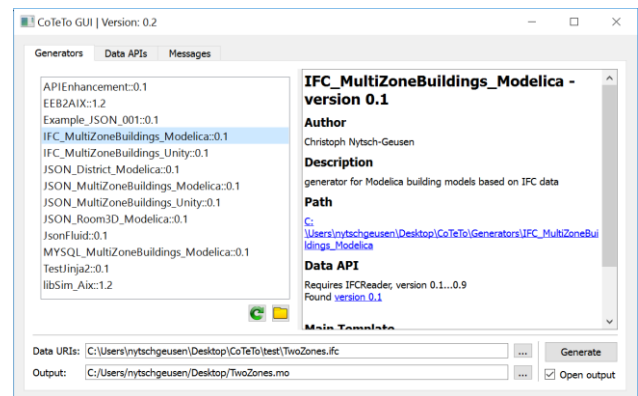 CoTeTo GUI | Version: 0.2
Generators
Data APIs
Messages
APIEnhancement::0.1
EEB2AIX::1.2
Example_JSON_001::0.1
IFC_MultiZoneBuildings_Modelica::0.1
IFC_MultiZoneBuildings_Unity::0.1
JSON_District_Modelica::0.1
JSON_MultiZoneBuildings_Modelica::0.1
JSON_MultiZoneBuildings_Unity::0.1
JSON_Room3D_Modelica::0.1
JsonFluid::0.1
MYSQL_MultiZoneBuildings_Modelica::0.1
TestJinja2::0.1
libSim_Aix::1.2
IFC_MultiZoneBuildings_Modelica -
version 0.1
Author
Christoph Nytsch-Geusen
Description
generator for Modelica building models based on IFC data
Path
C:
\Users\nytschgeusen\Desktop\CoTeTo\Generators\IFC_MultiZoneBui
ldings_Modelica
Data API
Requires IFCReader, version 0.1...0.9
Found version 0.1
Main Template
Data URIs: C:\Users\nytschgeusen\Desktop\CoTeTo\test\TwoZones.ifc ... Generate
Output: C:/Users/nytschgeusen/Desktop/TwoZones.mo ... Open output